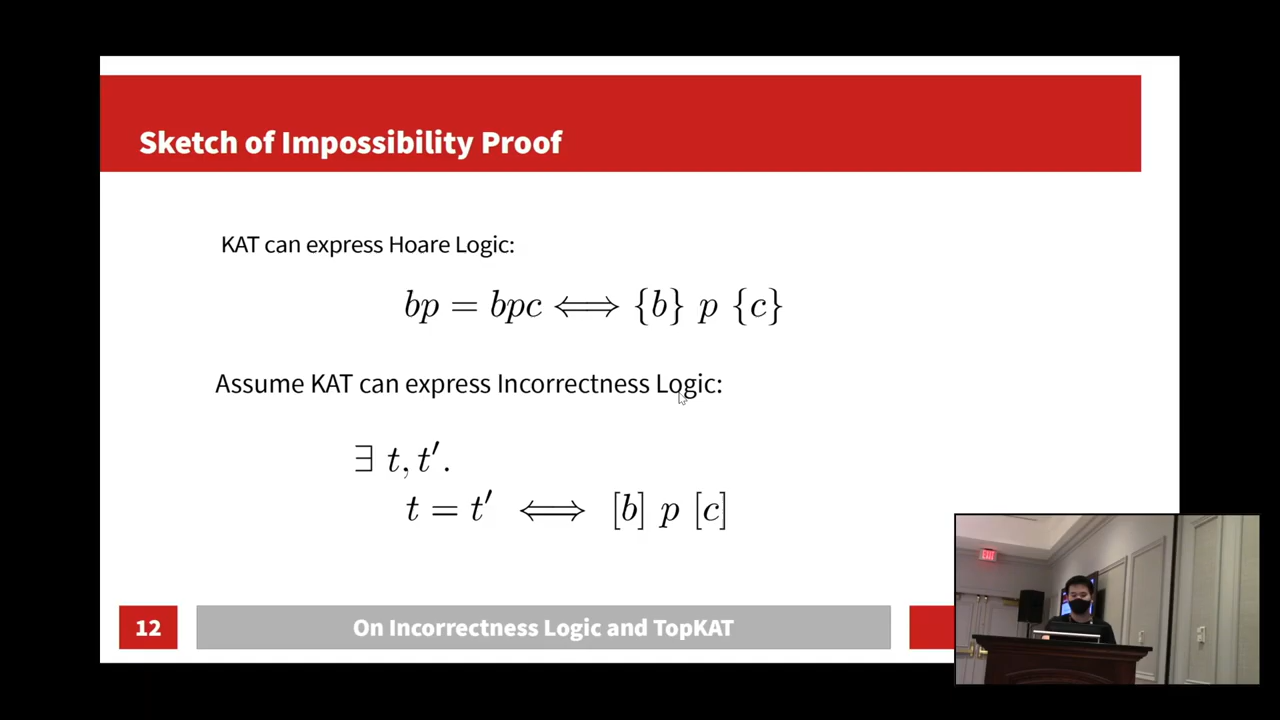 Sketch of Impossibility Proof
KAT can express Hoare Logic:
bp = bpc ⟺ {b} p {c}
Assume KAT can express Incorrectness Logic:
∃ t, t′.
t = t′ ⟺ [b] p [c]
12
On Incorrectness Logic and TopKAT
EXIT